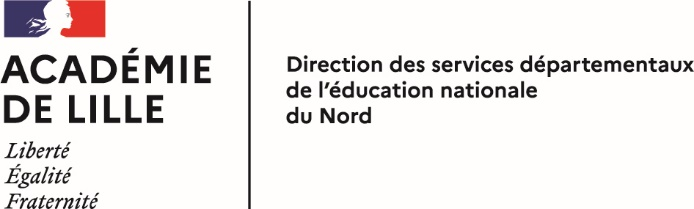 ACADÉMIE
DE LILLE
Liberté
Égalité
Fraternité
Direction des services départementaux
de l’éducation nationale
du Nord